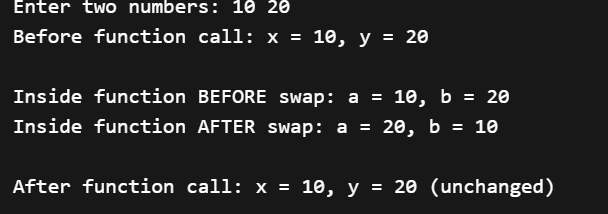 Enter two numbers: 10 20
Before function call: x = 10, y = 20
Inside function BEFORE swap: a = 10, b = 20
Inside function AFTER swap: a = 20, b = 10
After function call: x = 10, y = 20 (unchanged)